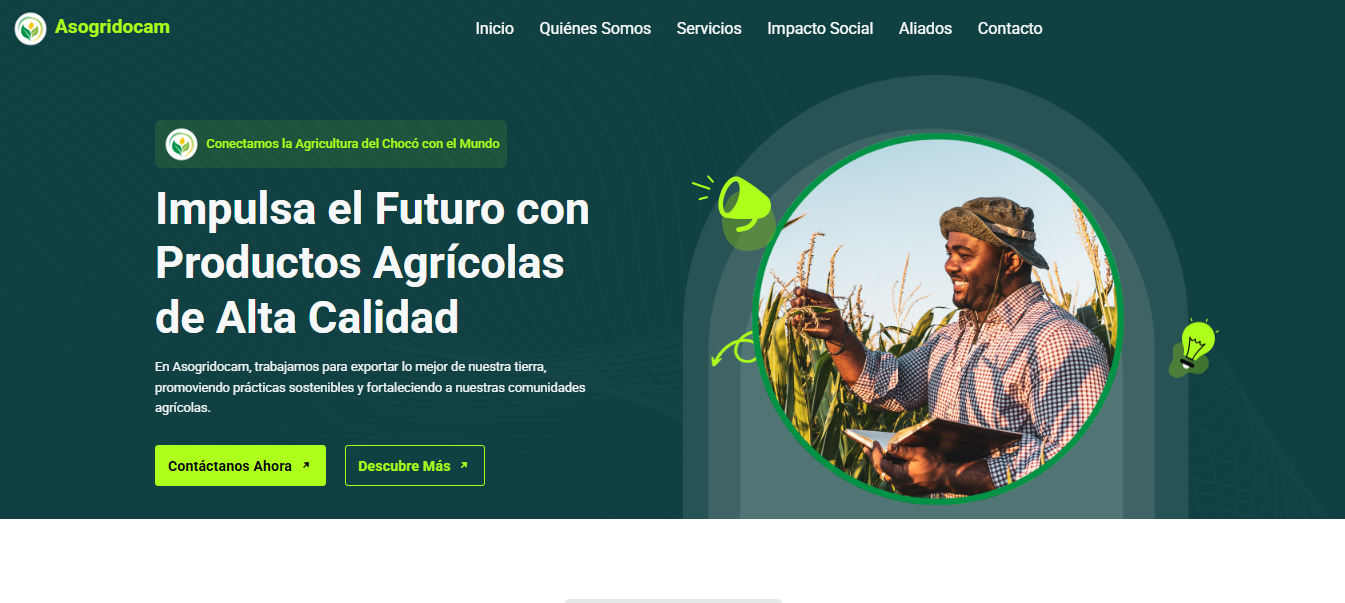 Asogridocam
Inicio Quiénes Somos Servicios Impacto Social Aliados Contacto
Conectamos la Agricultura del Chocó con el Mundo
Impulsa el Futuro con
Productos Agrícolas
de Alta Calidad
En Asogridocam, trabajamos para exportar lo mejor de nuestra tierra,
promoviendo prácticas sostenibles y fortaleciendo a nuestras comunidades
agrícolas.
Contáctanos Ahora
Descubre Más